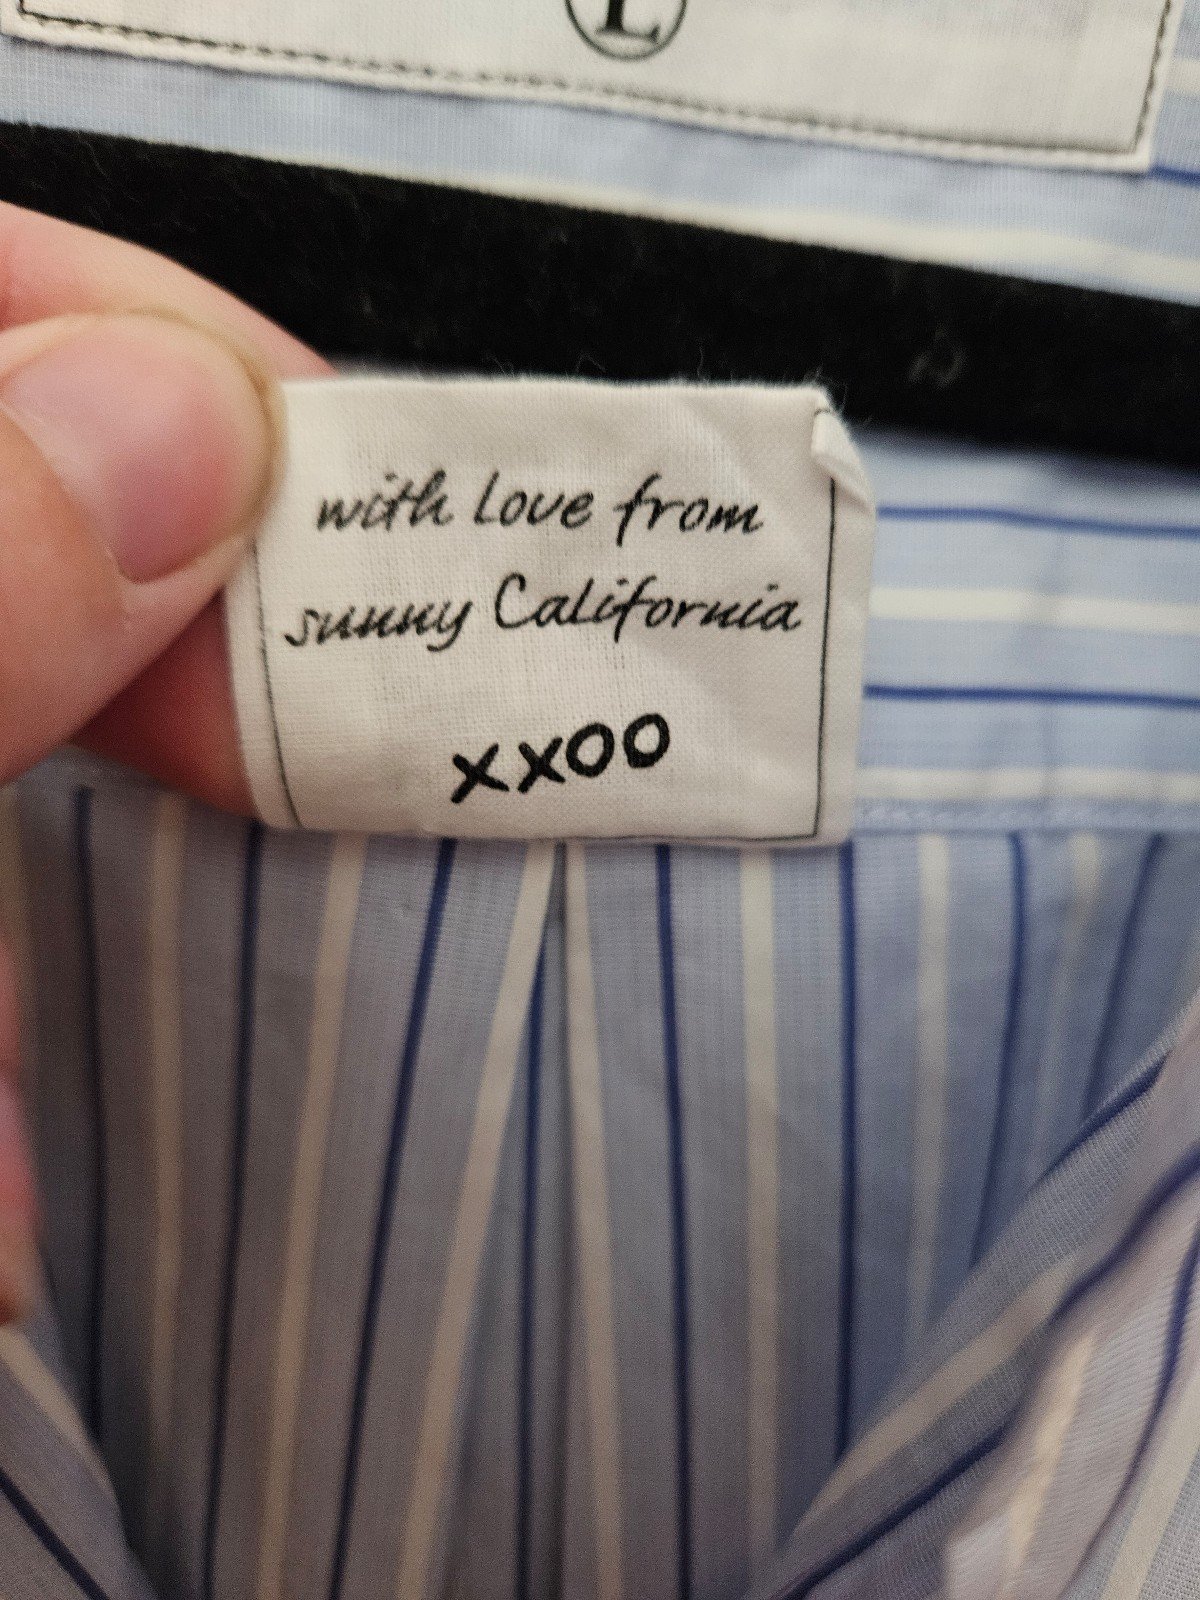 L
with Love from
sunny California
xxoo